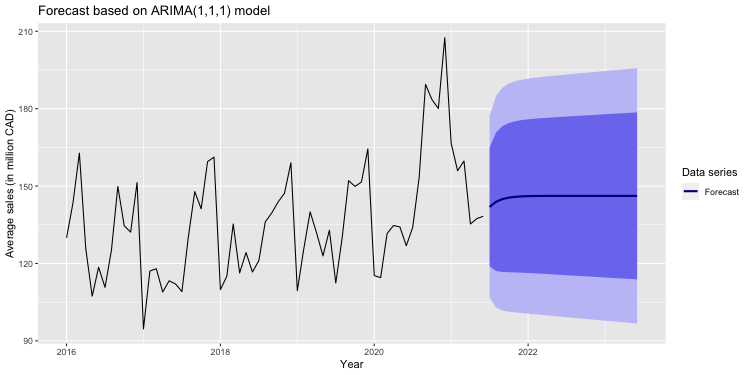 Forecast based on ARIMA(1,1,1) model
Average sales (in million CAD)
210
180
150
120
90
2016
2018
2020
2022
Year
Data series
Forecast